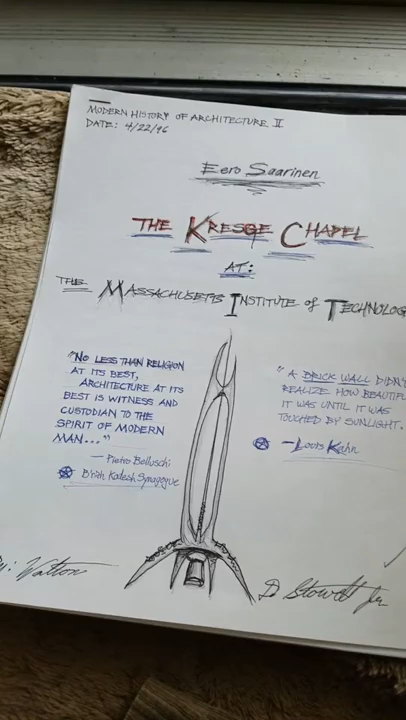 MODERN HISTORY OF ARCHITECTURE II
DATE: 4/22/96
Eero Saarinen
THE KRESGE CHAPEL
AT:
THE MASSACHUSETTS INSTITUTE of TECHNOLOG
"NO LESS THAN RELIGION
AT ITS BEST,
ARCHITECTURE AT ITS
BEST IS WITNESS AND
CUSTODIAN TO THE
SPIRIT OF MODERN
MAN..."
— Pietro Belluschi
B'rith Kodesh Synagogue
"A BRICK WALL DIDN'
REALIZE HOW BEAUTIFU
IT WAS UNTIL IT WAS
TOUCHED BY SUNLIGHT.
— Louis Kahn
y: Watson
D Stowell Jr